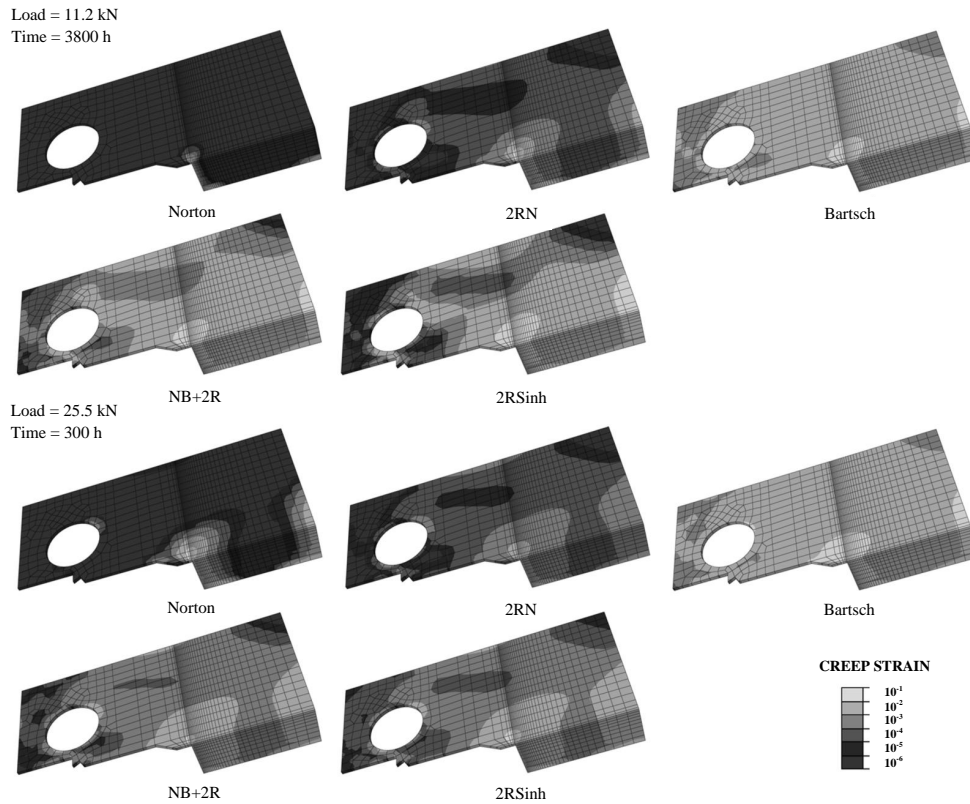 Load = 11.2 kN
Time = 3800 h
Norton
2RN
Bartsch
NB+2R
2RSinh
Load = 25.5 kN
Time = 300 h
Norton
2RN
Bartsch
CREEP STRAIN
10⁻¹
10⁻²
10⁻³
10⁻⁴
10⁻⁵
10⁻⁶
NB+2R
2RSinh